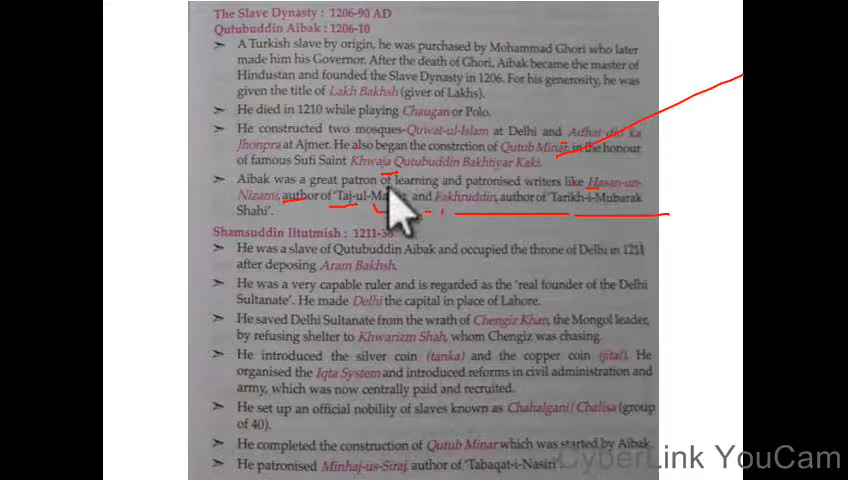 The Slave Dynasty : 1206-90 AD
Qutubuddin Aibak : 1206-10
➢ A Turkish slave by origin, he was purchased by Mohammad Ghori who later
made him his Governor. After the death of Ghori, Aibak became the master of
Hindustan and founded the Slave Dynasty in 1206. For his generosity, he was
given the title of Lakh Bakhsh (giver of Lakhs).
➢ He died in 1210 while playing Chaugan or Polo.
➢ He constructed two mosques-Quwat-ul-Islam at Delhi and Adhai din ka
Jhonpra at Ajmer. He also began the constrction of Qutub Minar, in the honour
of famous Sufi Saint Khwaja Qutubuddin Bakhtiyar Kaki.
➢ Aibak was a great patron of learning and patronised writers like Hasan-un-
Nizami, author of 'Taj-ul- and Fakhruddin, author of 'Tarikh-i-Mubarak
Shahi'.
Shamsuddin Iltutmish : 1211-36
➢ He was a slave of Qutubuddin Aibak and occupied the throne of Delhi in 1211
after deposing Aram Bakhsh.
➢ He was a very capable ruler and is regarded as the 'real founder of the Delhi
Sultanate'. He made Delhi the capital in place of Lahore.
➢ He saved Delhi Sultanate from the wrath of Chengiz Khan, the Mongol leader,
by refusing shelter to Khwarizm Shah, whom Chengiz was chasing.
➢ He introduced the silver coin (tanka) and the copper coin (jital). He
organised the Iqta System and introduced reforms in civil administration and
army, which was now centrally paid and recruited.
➢ He set up an official nobility of slaves known as Chahalgani/Chalisa (group
of 40).
➢ He completed the construction of Qutub Minar which was started by Aibak.
➢ He patronised Minhaj-us-Siraj, author of 'Tabaqat-i-Nasiri'
CyberLink YouCam